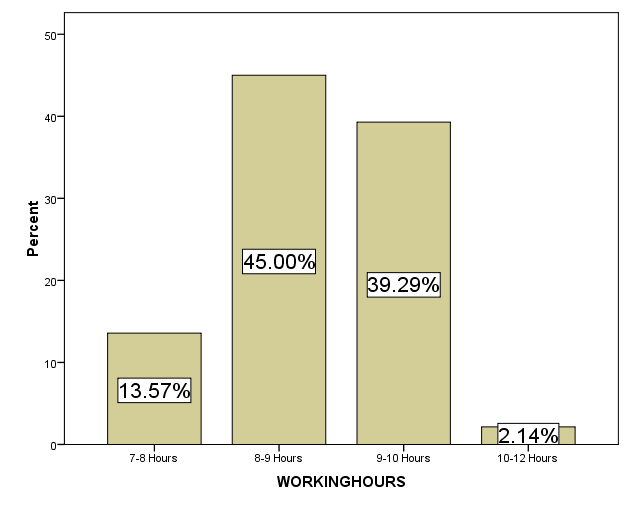 50
40
30
20
10
0
Percent
45.00%
39.29%
13.57%
2.14%
7-8 Hours
8-9 Hours
9-10 Hours
10-12 Hours
WORKINGHOURS